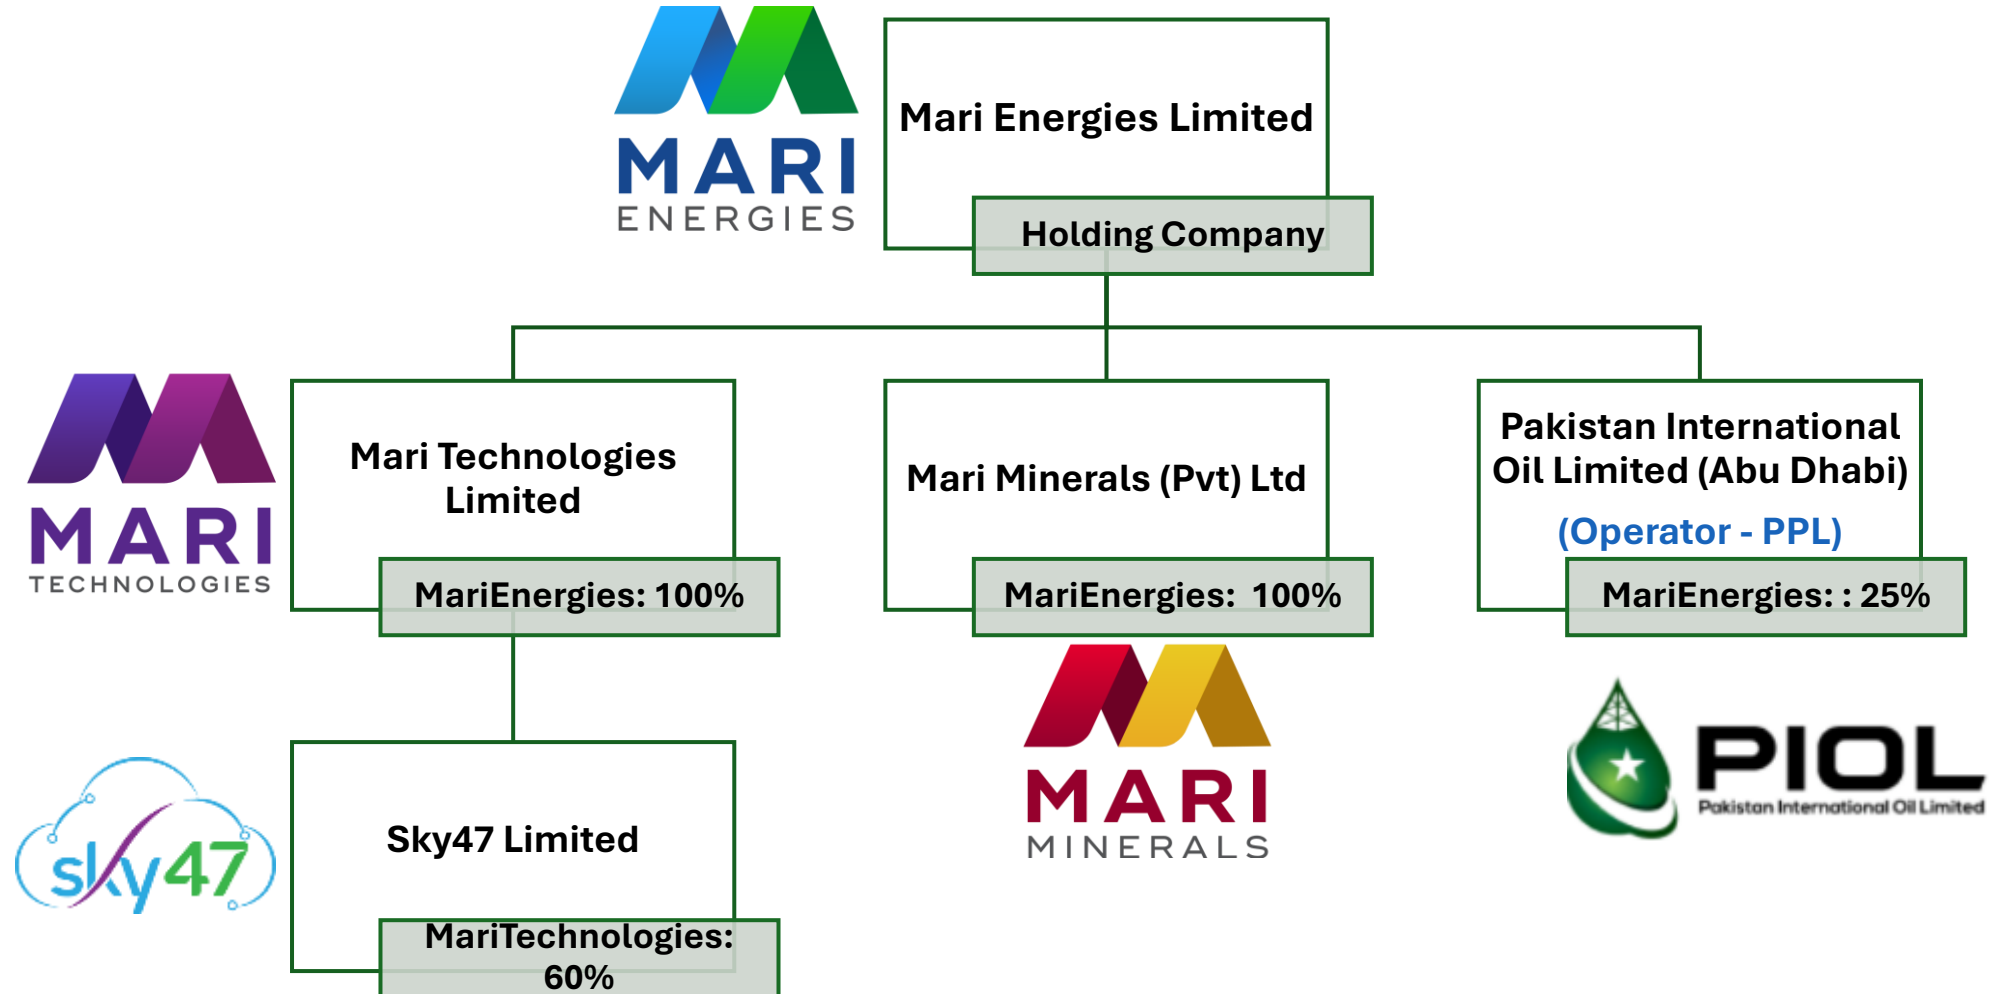 MARI
ENERGIES
Mari Energies Limited
Holding Company
MARI
TECHNOLOGIES
Mari Technologies
Limited
MariEnergies: 100%
Mari Minerals (Pvt) Ltd
MariEnergies:  100%
MARI
MINERALS
Pakistan International
Oil Limited (Abu Dhabi)
(Operator - PPL)
MariEnergies: : 25%
PIOL
Pakistan International Oil Limited
sky47
Sky47 Limited
MariTechnologies:
60%